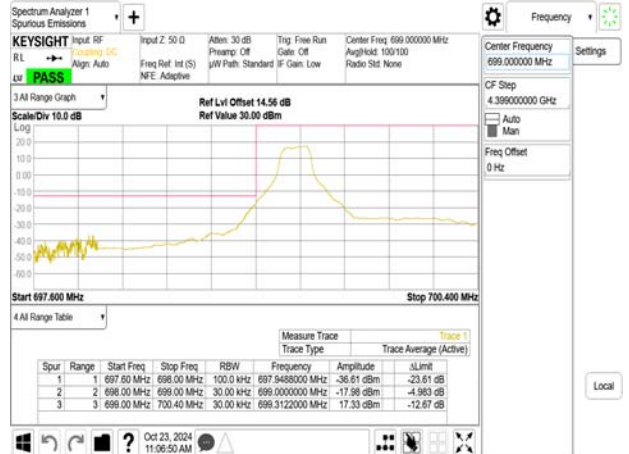 Spectrum Analyzer 1
Spurious Emissions
Frequency
KEYSIGHT
Input: RF
Coupling: DC
Align: Auto
Input Z: 50 Ω
Freq Ref: Int (S)
NFE: Adaptive
Atten: 30 dB
Preamp: Off
µW Path: Standard
Trig: Free Run
Gate: Off
IF Gain: Low
Center Freq: 699.000000 MHz
Avg|Hold: 100/100
Radio Std: None
RL
PASS
Center Frequency
699.000000 MHz
Settings
CF Step
4.399000000 GHz
Auto
Man
Freq Offset
0 Hz
3 All Range Graph
Scale/Div 10.0 dB
Ref Lvl Offset 14.56 dB
Ref Value 30.00 dBm
Log
20.0
10.0
0.00
-10.0
-20.0
-30.0
-40.0
-50.0
-60.0
Start 697.600 MHz
Stop 700.400 MHz
4 All Range Table
Measure Trace Trace 1
Trace Type Trace Average (Active)
Spur Range Start Freq Stop Freq RBW Frequency Amplitude ΔLimit
1 1 697.60 MHz 698.00 MHz 100.0 kHz 697.9488000 MHz -36.61 dBm -23.61 dB
2 2 698.00 MHz 699.00 MHz 30.00 kHz 699.0000000 MHz -17.98 dBm -4.983 dB
3 3 699.00 MHz 700.40 MHz 30.00 kHz 699.3122000 MHz 17.33 dBm -12.67 dB
Local
Oct 23, 2024
11:06:50 AM